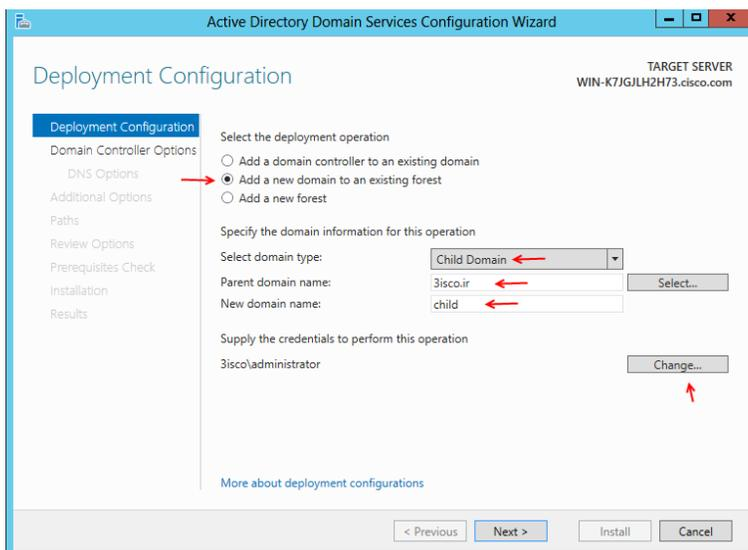 Active Directory Domain Services Configuration Wizard
Deployment Configuration
TARGET SERVER
WIN-K7JGJLH2H73.cisco.com
Deployment Configuration
Domain Controller Options
DNS Options
Additional Options
Paths
Review Options
Prerequisites Check
Installation
Results
Select the deployment operation
Add a domain controller to an existing domain
Add a new domain to an existing forest
Add a new forest
Specify the domain information for this operation
Select domain type: Child Domain
Parent domain name: 3isco.ir Select...
New domain name: child
Supply the credentials to perform this operation
3isco\administrator Change...
More about deployment configurations
< Previous Next > Install Cancel